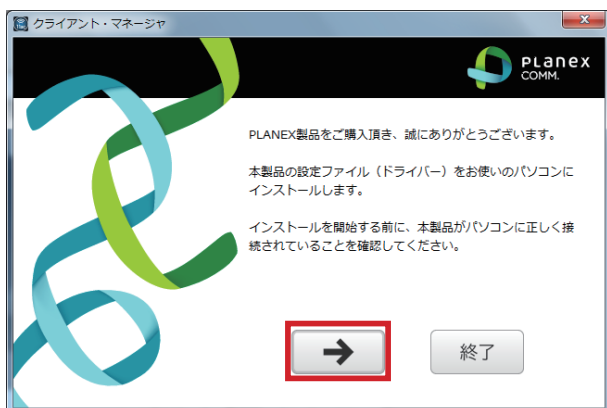 クライアント・マネージャ
PLANEX
COMM.
PLANEX製品をご購入頂き、誠にありがとうございます。
本製品の設定ファイル（ドライバー）をお使いのパソコンに
インストールします。
インストールを開始する前に、本製品がパソコンに正しく接
続されていることを確認してください。
終了